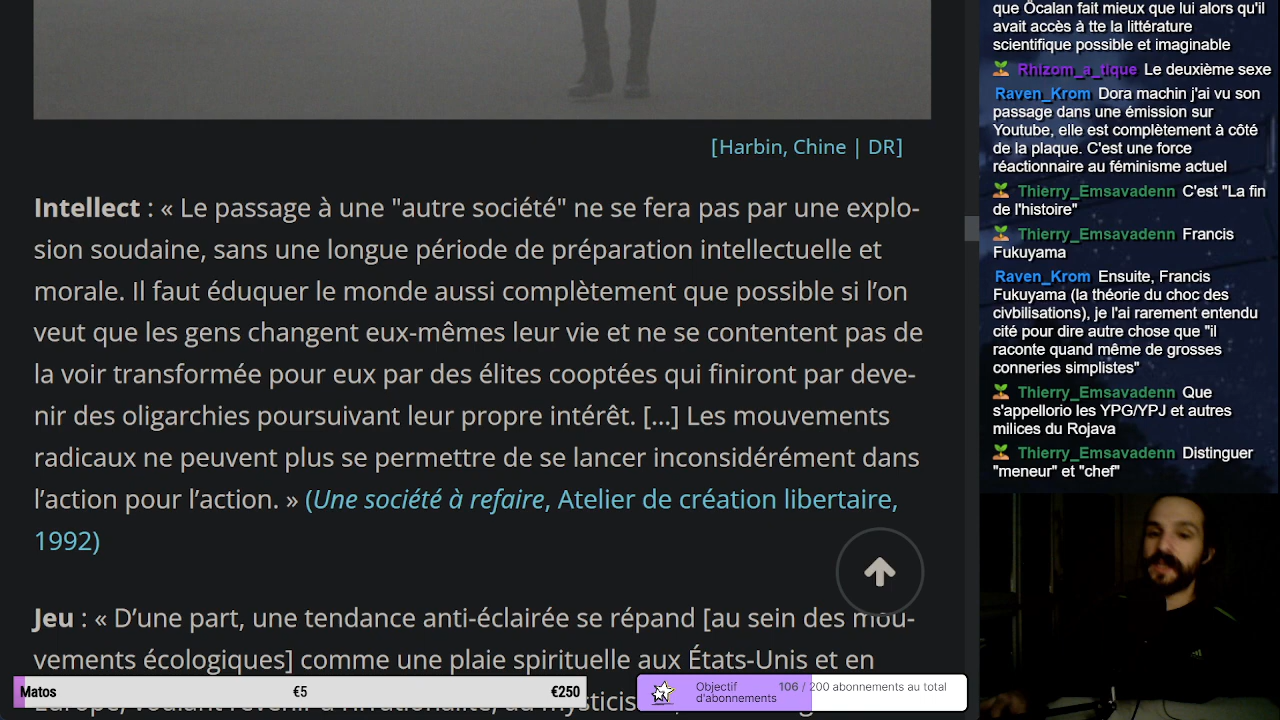 [Harbin, Chine | DR]
Intellect : « Le passage à une "autre société" ne se fera pas par une explo-
sion soudaine, sans une longue période de préparation intellectuelle et
morale. Il faut éduquer le monde aussi complètement que possible si l’on
veut que les gens changent eux-mêmes leur vie et ne se contentent pas de
la voir transformée pour eux par des élites cooptées qui finiront par deve-
nir des oligarchies poursuivant leur propre intérêt. […] Les mouvements
radicaux ne peuvent plus se permettre de se lancer inconsidérément dans
l’action pour l’action. » (Une société à refaire, Atelier de création libertaire,
1992)
Jeu : « D’une part, une tendance anti-éclairée se répand [au sein des mou-
vements écologiques] comme une plaie spirituelle aux États-Unis et en
Matos €5 €250
Objectif
d'abonnements
106 / 200 abonnements au total
que Öcalan fait mieux que lui alors qu'il
avait accès à tte la littérature
scientifique possible et imaginable
Rhizom_a_tique Le deuxième sexe
Raven_Krom Dora machin j'ai vu son
passage dans une émission sur
Youtube, elle est complètement à côté
de la plaque. C'est une force
réactionnaire au féminisme actuel
Thierry_Emsavadenn C'est "La fin
de l'histoire"
Thierry_Emsavadenn Francis
Fukuyama
Raven_Krom Ensuite, Francis
Fukuyama (la théorie du choc des
civbilisations), je l'ai rarement entendu
cité pour dire autre chose que "il
raconte quand même de grosses
conneries simplistes"
Thierry_Emsavadenn Que
s'appellorio les YPG/YPJ et autres
milices du Rojava
Thierry_Emsavadenn Distinguer
"meneur" et "chef"